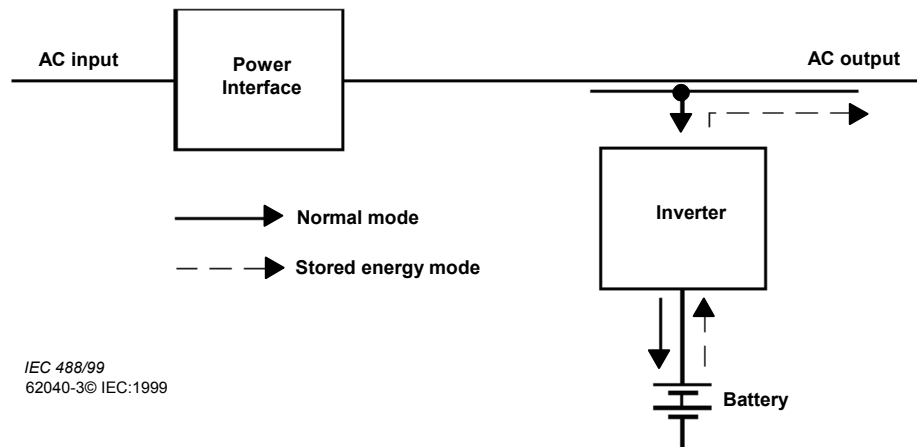 AC input
Power
Interface
AC output
Normal mode
Inverter
Stored energy mode
IEC 488/99
62040-3© IEC:1999
Battery